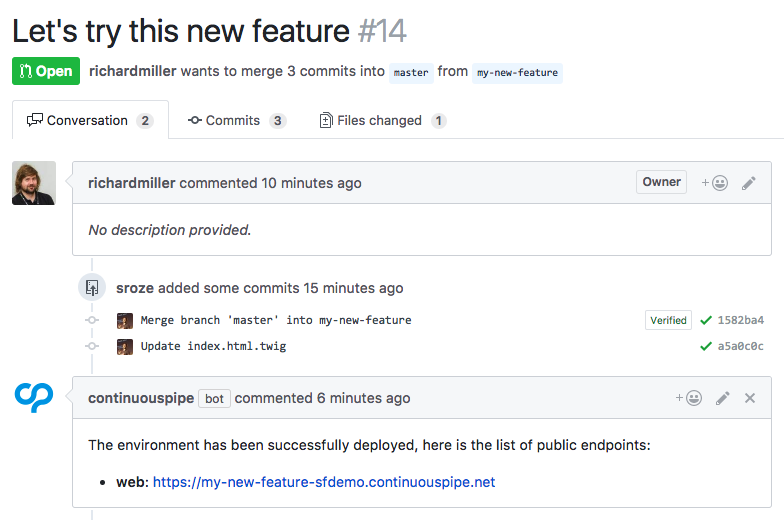 Let's try this new feature #14
Open richardmiller wants to merge 3 commits into master from my-new-feature
Conversation 2 Commits 3 Files changed 1
richardmiller commented 10 minutes ago Owner
No description provided.
sroze added some commits 15 minutes ago
Merge branch 'master' into my-new-feature Verified 1582ba4
Update index.html.twig a5a0c0c
continuouspipe bot commented 6 minutes ago
The environment has been successfully deployed, here is the list of public endpoints:
• web: https://my-new-feature-sfdemo.continuouspipe.net